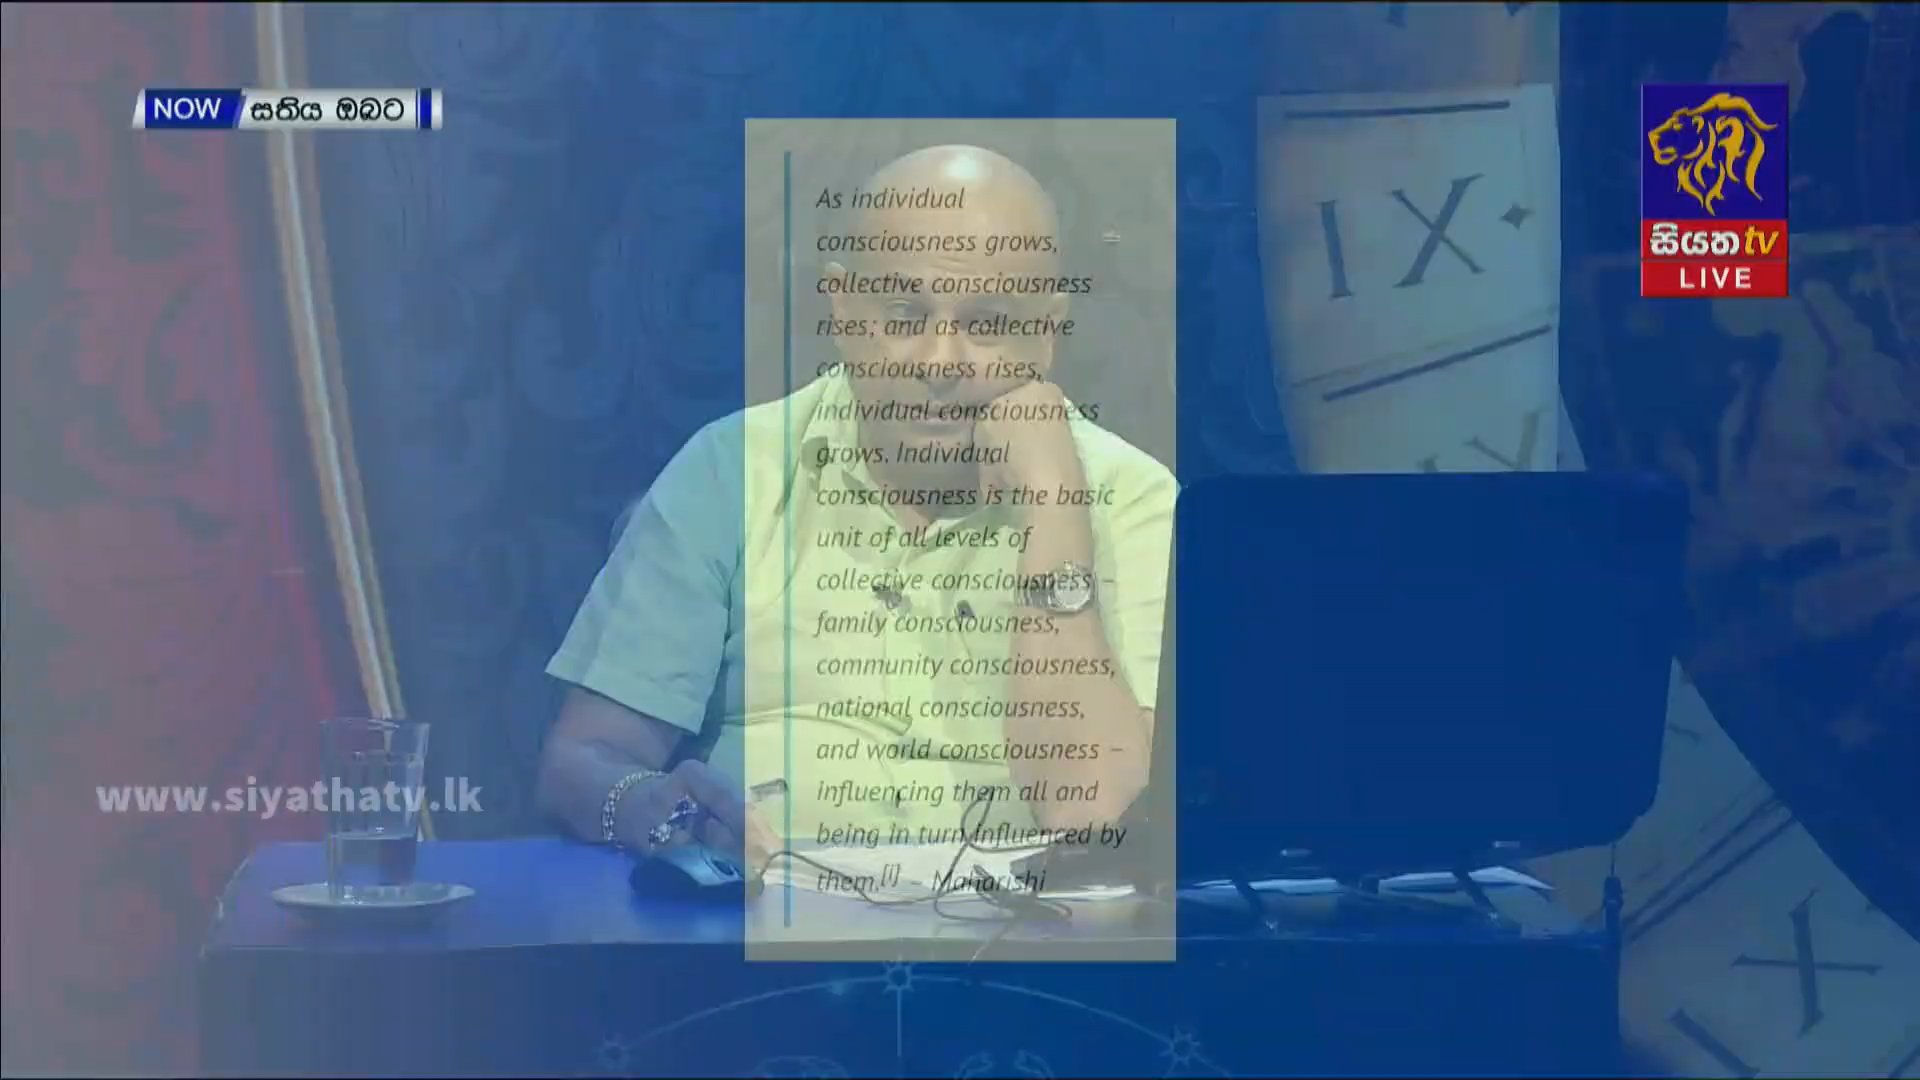 NOW සතිය ඔබට
සියතtv
LIVE
IX
As individual
consciousness grows,
collective consciousness
rises; and as collective
consciousness rises,
individual consciousness
grows. Individual
consciousness is the basic
unit of all levels of
collective consciousness –
family consciousness,
community consciousness,
national consciousness,
and world consciousness –
influencing them all and
being in turn influenced by
them.[i] – Maharishi
www.siyathatv.lk
X